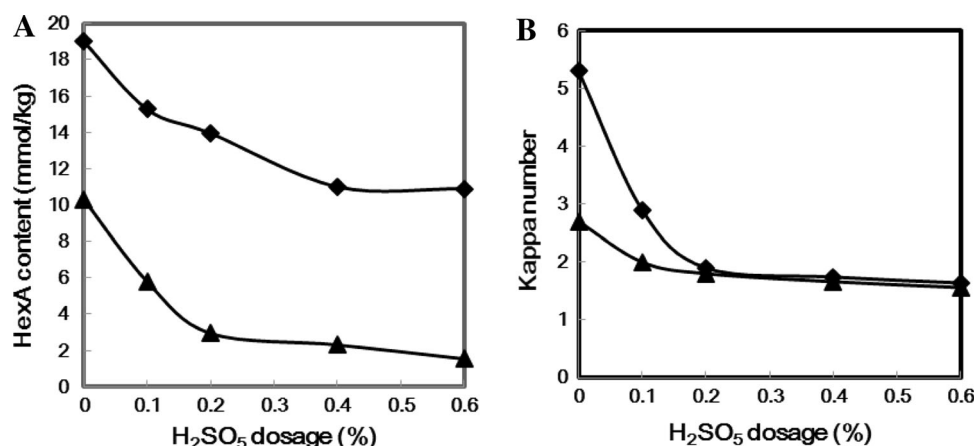 A
HexA content (mmol/kg)
20
18
16
14
12
10
8
6
4
2
0
0 0.1 0.2 0.3 0.4 0.5 0.6
H₂SO₅ dosage (%)
B
Kappa number
6
5
4
3
2
1
0
0 0.1 0.2 0.3 0.4 0.5 0.6
H₂SO₅ dosage (%)